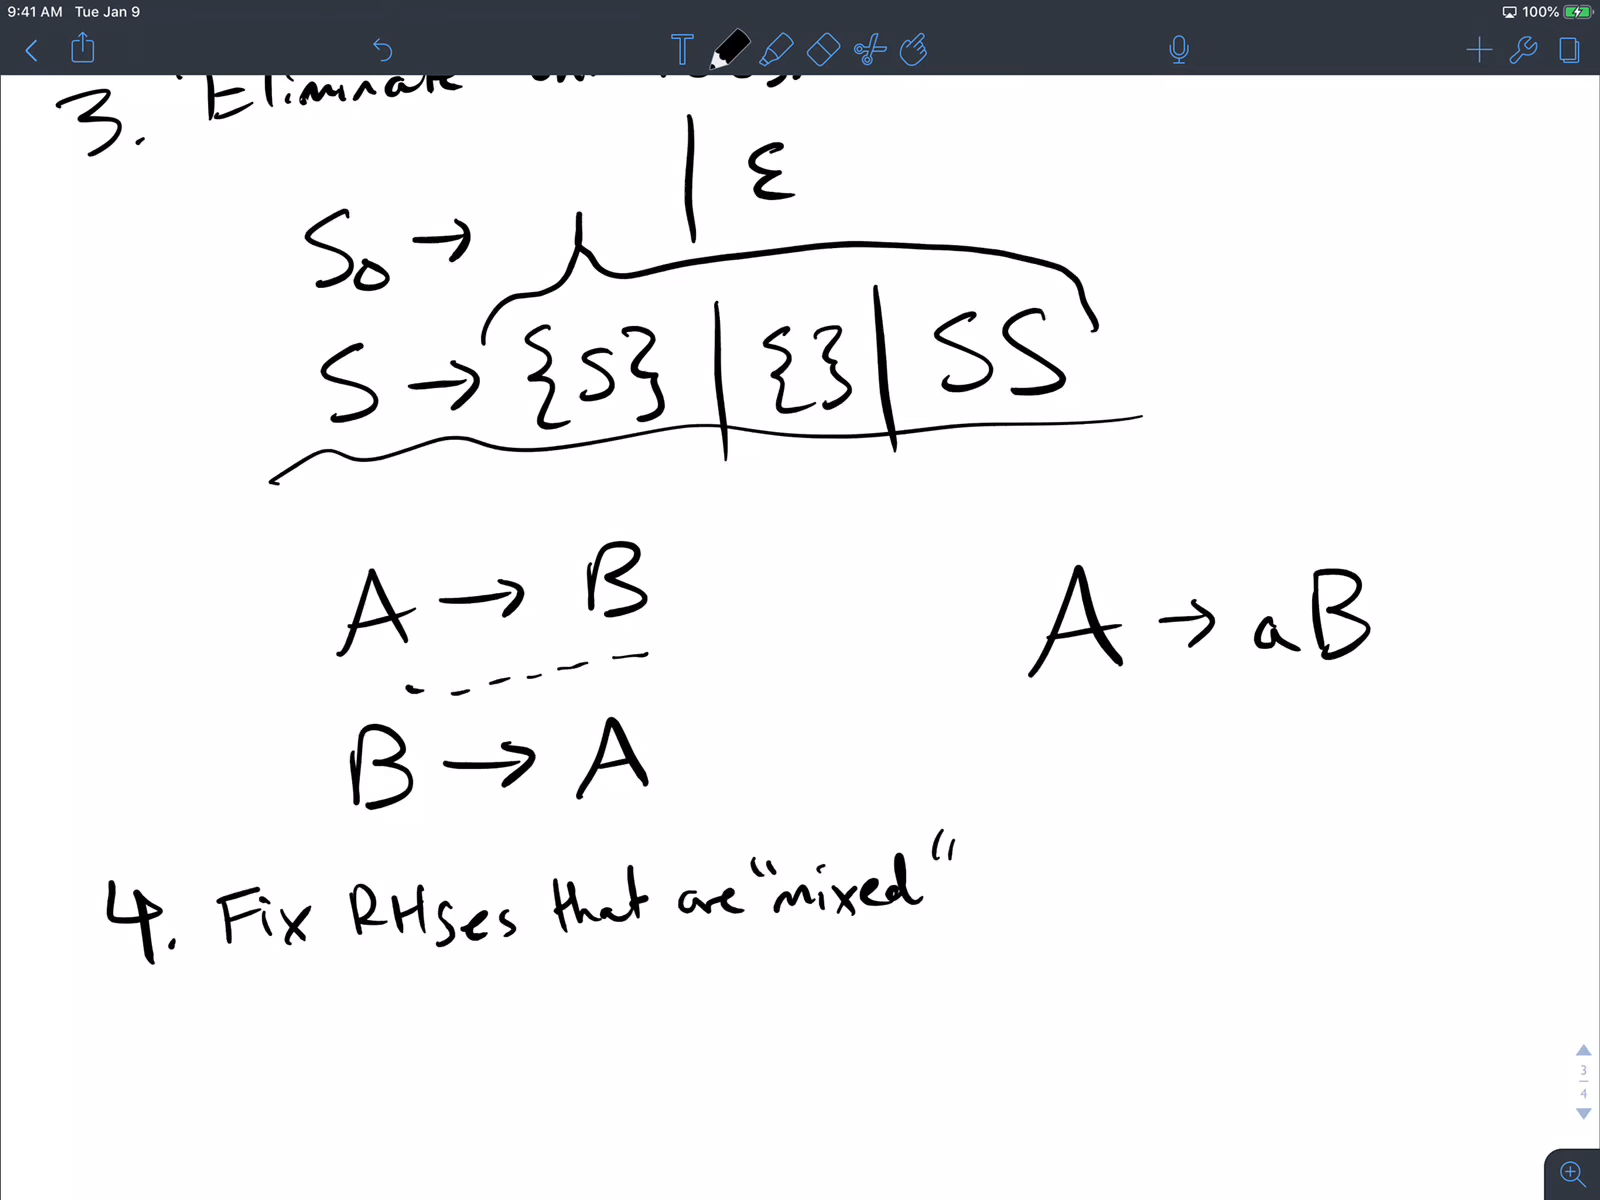 9:41 AM Tue Jan 9
100%
T
3. Eliminate
| ε
S₀ →
S → {S} | {} | SS
A → B
A → aB
B → A
4. Fix RHSes that are "mixed"
3
4